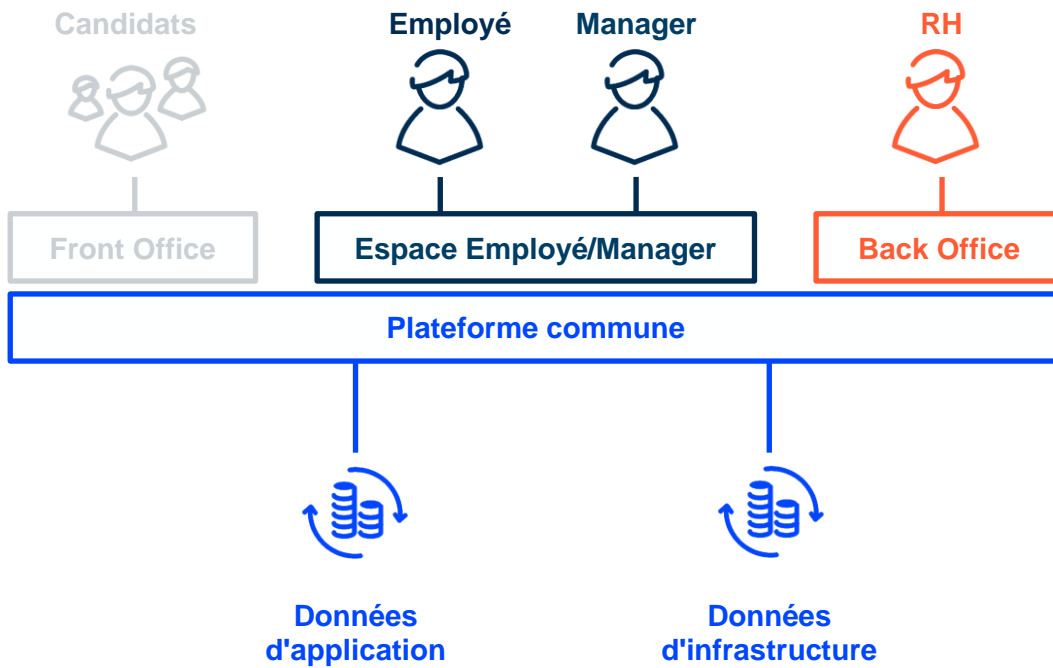 Candidats
Employé
Manager
RH
Front Office
Espace Employé/Manager
Back Office
Plateforme commune
Données
d'application
Données
d'infrastructure